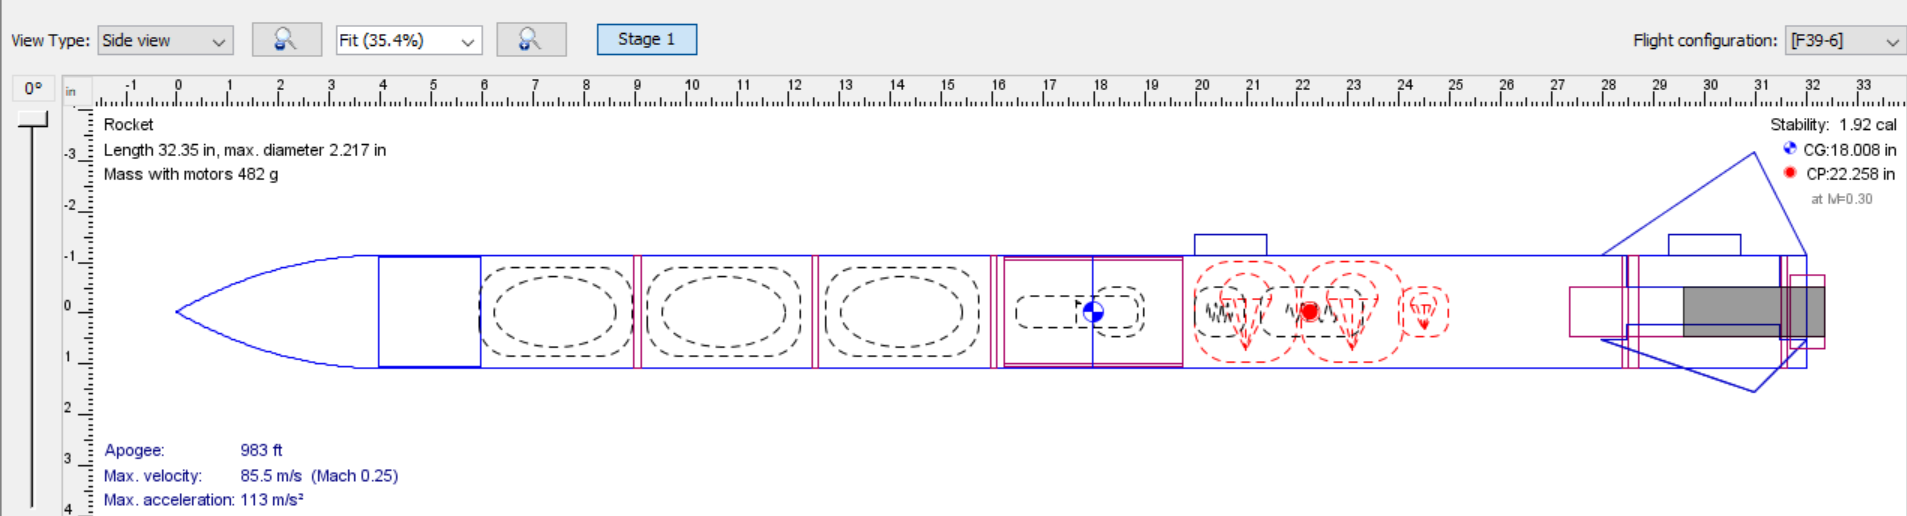 View Type: Side view Fit (35.4%) Stage 1 Flight configuration: [F39-6]
0° in -1 0 1 2 3 4 5 6 7 8 9 10 11 12 13 14 15 16 17 18 19 20 21 22 23 24 25 26 27 28 29 30 31 32 33
Rocket
Length 32.35 in, max. diameter 2.217 in
Mass with motors 482 g
Stability: 1.92 cal
CG:18.008 in
CP:22.258 in
at M=0.30
-3
-2
-1
0
1
2
3
4
Apogee: 983 ft
Max. velocity: 85.5 m/s (Mach 0.25)
Max. acceleration: 113 m/s²